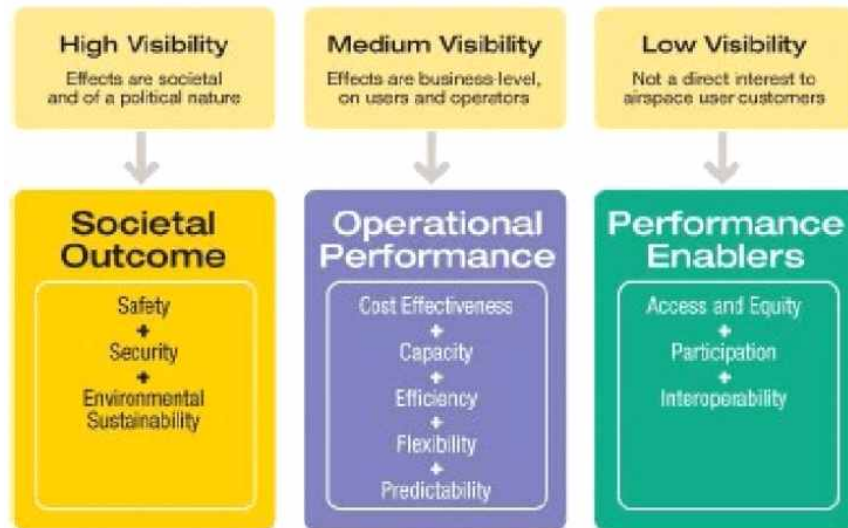 High Visibility
Effects are societal
and of a political nature
Medium Visibility
Effects are business-level,
on users and operators
Low Visibility
Not a direct interest to
airspace user customers
Societal
Outcome
Safety
+
Security
+
Environmental
Sustainability
Operational
Performance
Cost Effectiveness
+
Capacity
+
Efficiency
+
Flexibility
+
Predictability
Performance
Enablers
Access and Equity
+
Participation
+
Interoperability